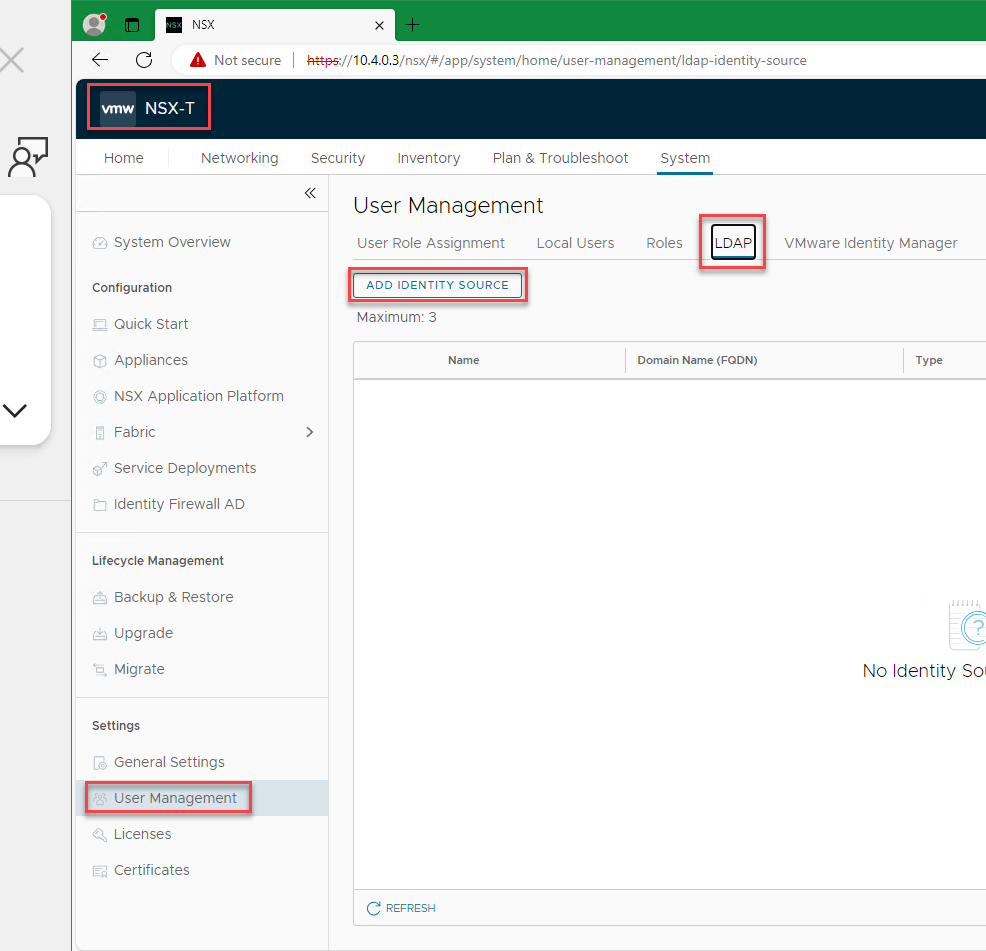 NSX NSX
Not secure https://10.4.0.3/nsx/#/app/system/home/user-management/ldap-identity-source
vmw NSX-T
Home Networking Security Inventory Plan & Troubleshoot System
User Management
User Role Assignment Local Users Roles LDAP VMware Identity Manager
ADD IDENTITY SOURCE
Maximum: 3
Name Domain Name (FQDN) Type
No Identity Sou
REFRESH
System Overview
Configuration
Quick Start
Appliances
NSX Application Platform
Fabric
Service Deployments
Identity Firewall AD
Lifecycle Management
Backup & Restore
Upgrade
Migrate
Settings
General Settings
User Management
Licenses
Certificates